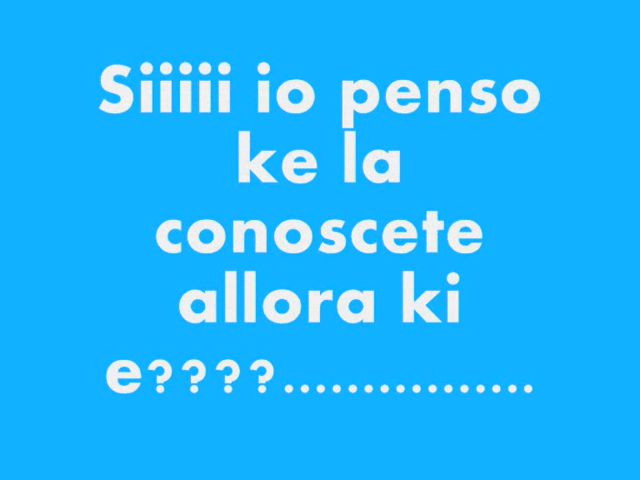 Siiiii io penso
ke la
conoscete
allora ki
e????................